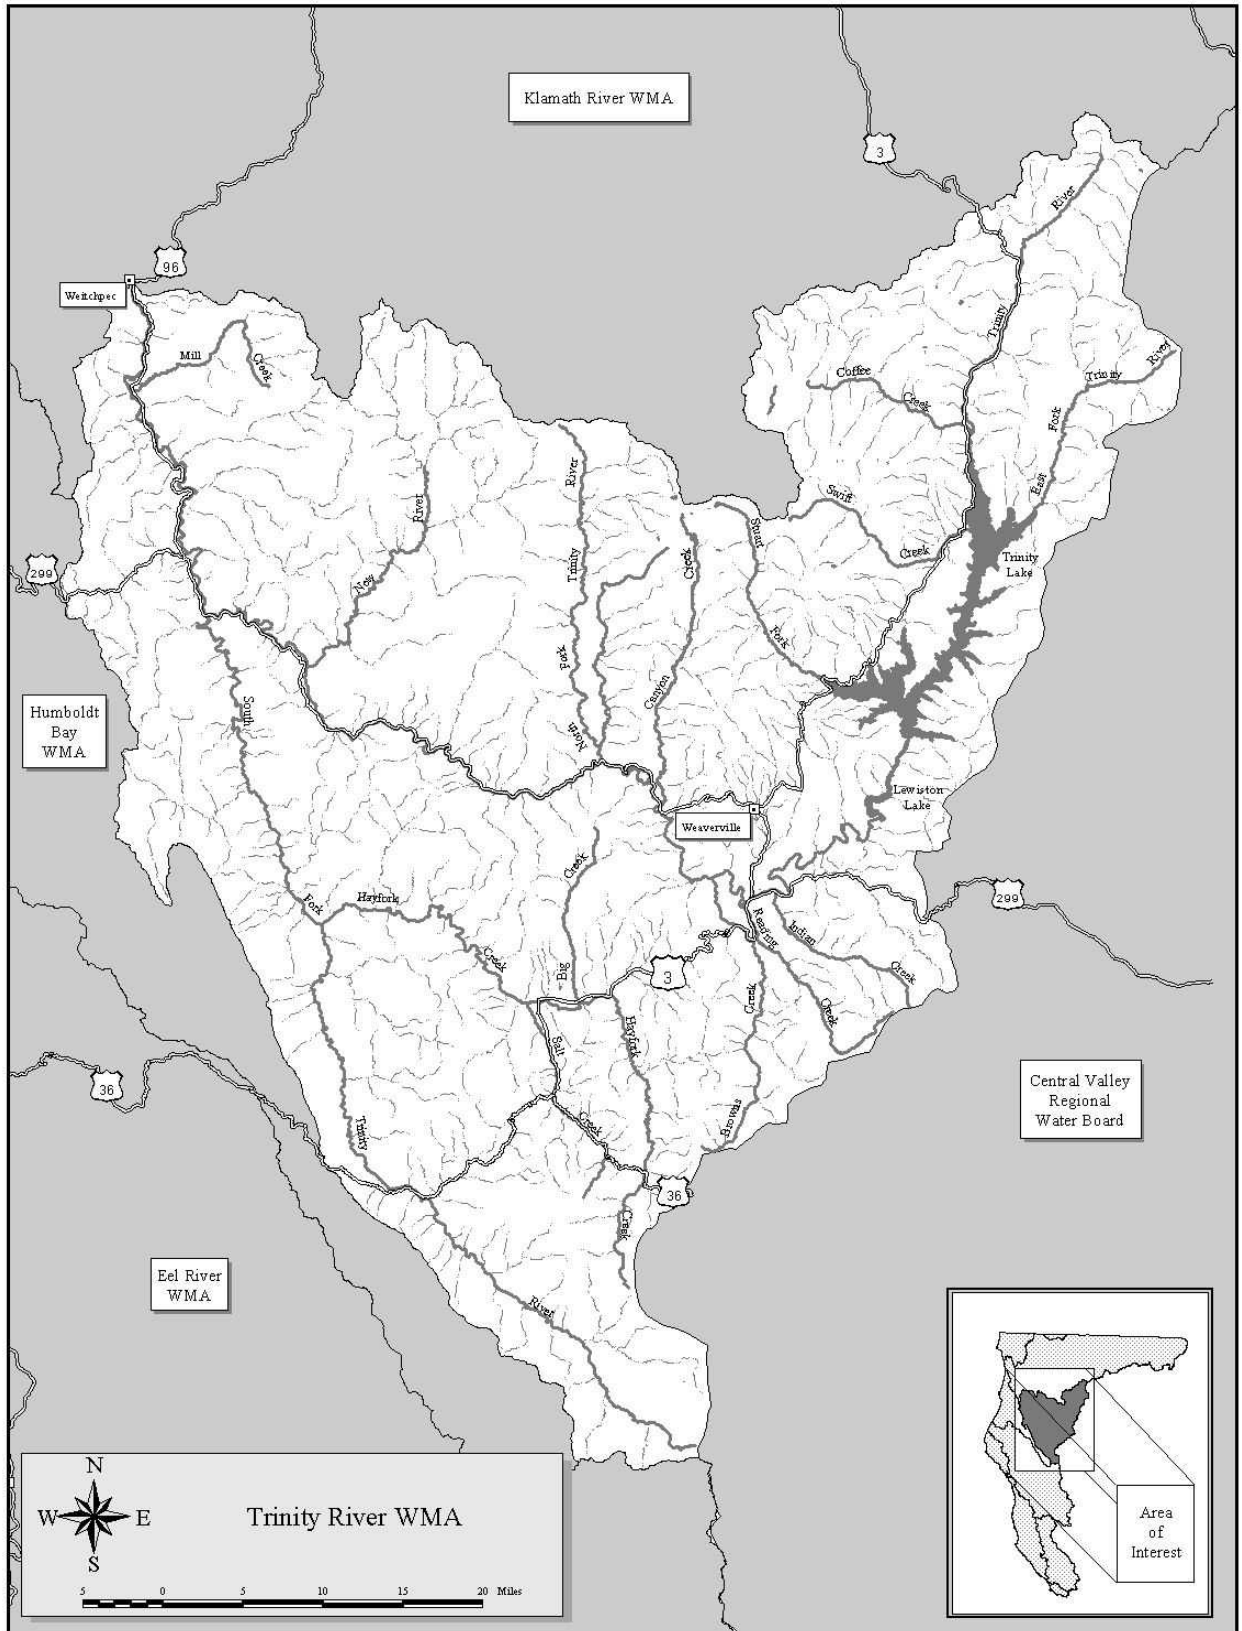 Klamath River WMA
3
River
96
Weitchpec
Trinity
Mill
Creek
River
Trinity
Coffee
Creek
Fork
East
River
River
Trinity
Swift
Creek
Stuart
Creek
Trinity
Lake
299
New
Fork
Fork
Canyon
North
South
Humboldt
Bay
WMA
Lewiston
Lake
Weaverville
Creek
Hayfork
Fork
299
Reading
Indian
Creek
Creek
Big
3
Creek
Creek
Hayfork
Salt
36
Central Valley
Regional
Water Board
Creek
Browns
Trinity
36
Creek
Eel River
WMA
River
N
W
E
S
Trinity River WMA
5
0
5
10
15
20 Miles
Area
of
Interest